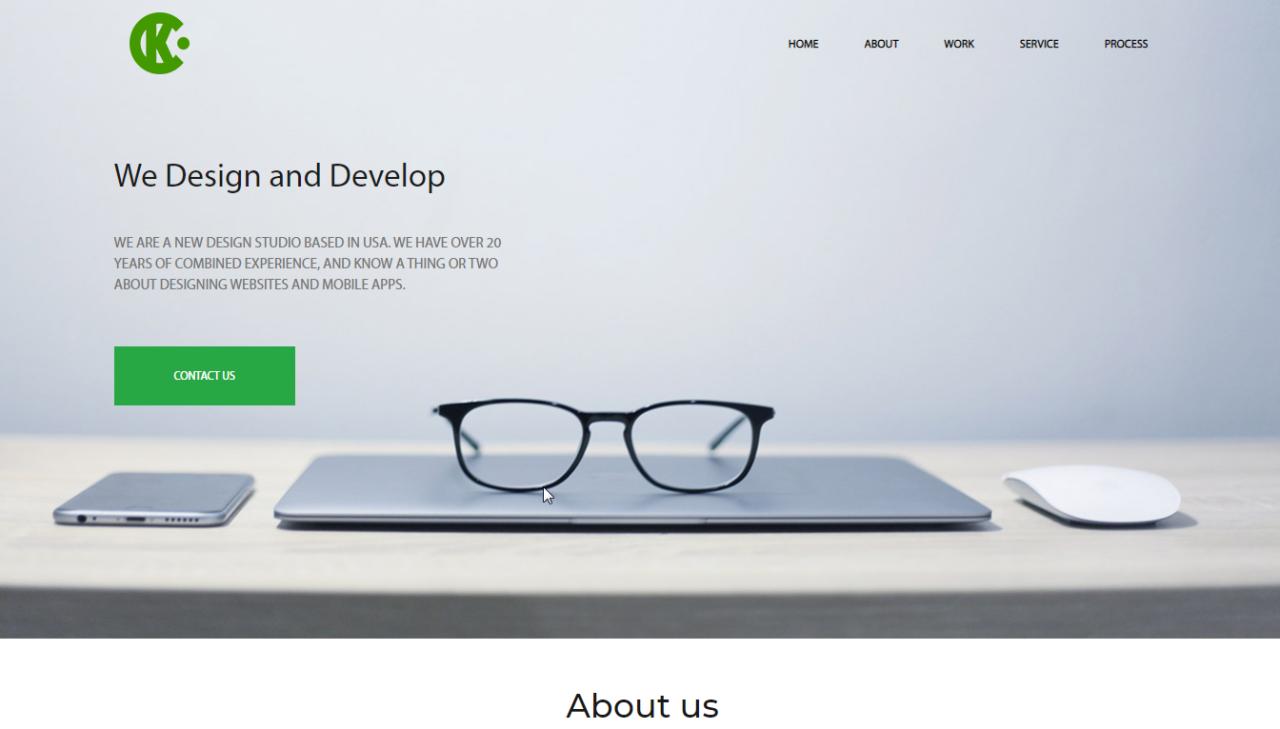 CK
HOME ABOUT WORK SERVICE PROCESS
We Design and Develop
WE ARE A NEW DESIGN STUDIO BASED IN USA. WE HAVE OVER 20
YEARS OF COMBINED EXPERIENCE, AND KNOW A THING OR TWO
ABOUT DESIGNING WEBSITES AND MOBILE APPS.
CONTACT US
About us